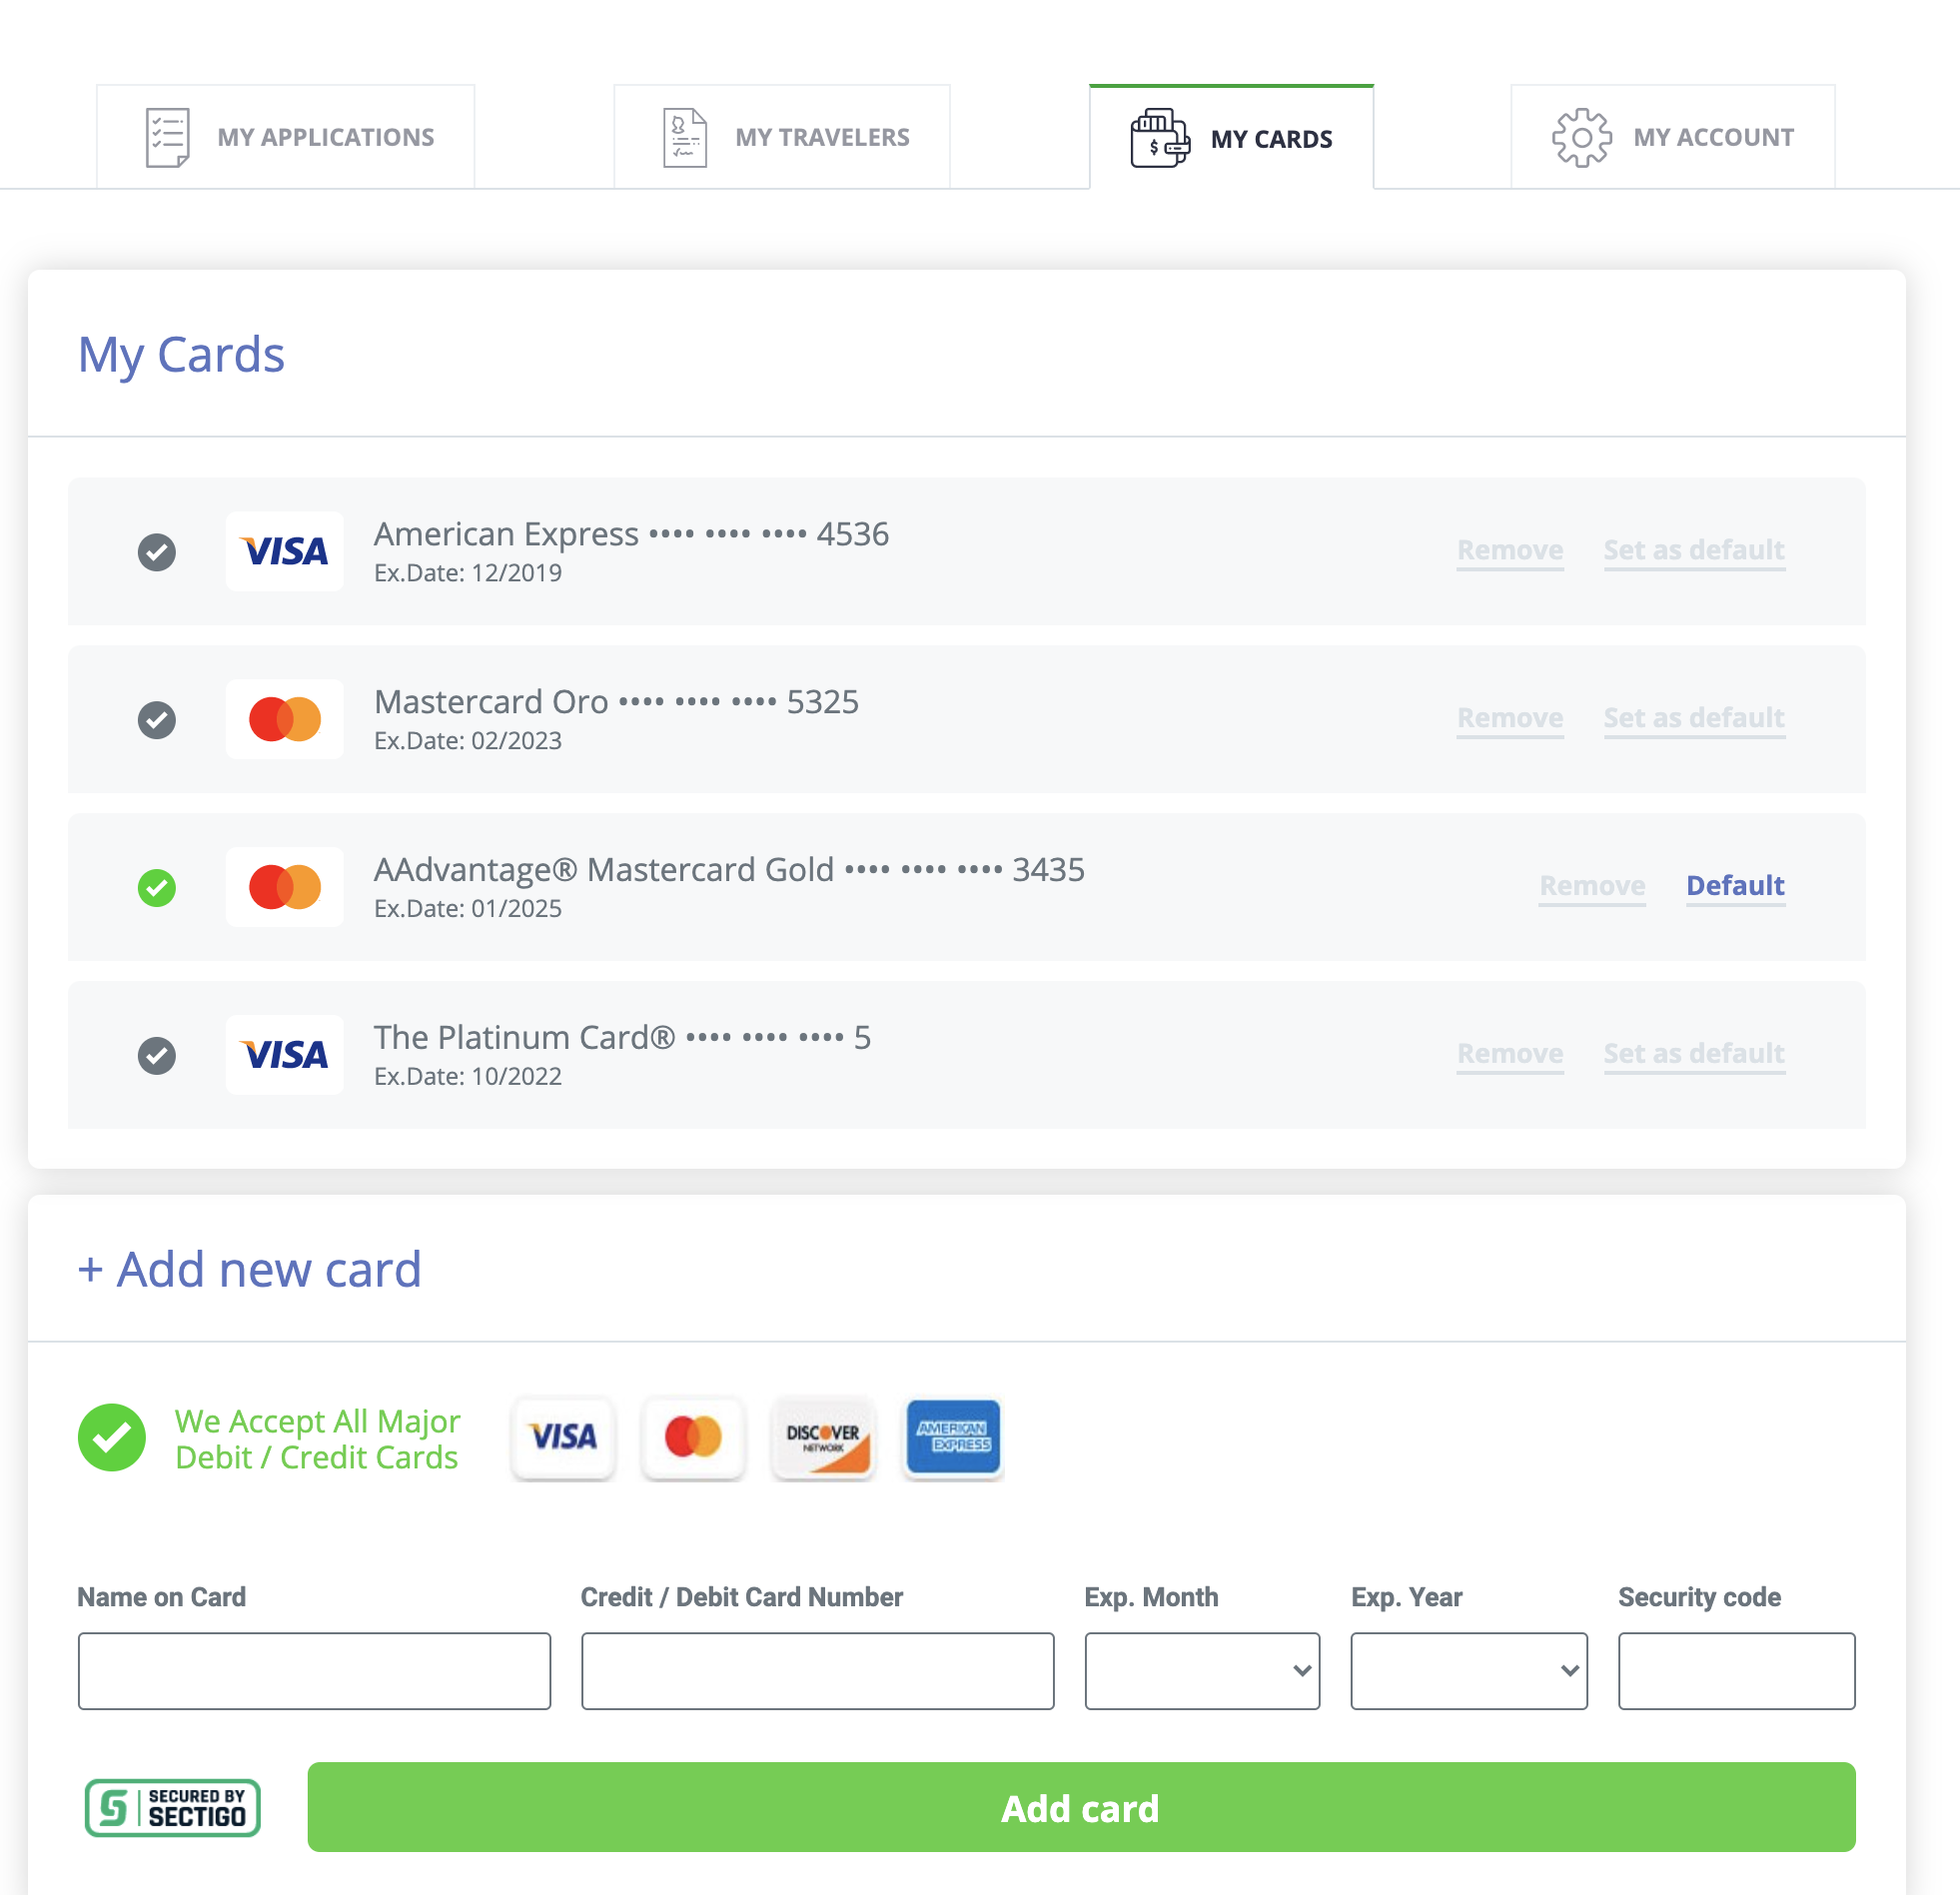 MY APPLICATIONS
MY TRAVELERS
MY CARDS
MY ACCOUNT
My Cards
VISA
American Express •••• •••• •••• 4536
Ex.Date: 12/2019
Remove
Set as default
Mastercard Oro •••• •••• •••• 5325
Ex.Date: 02/2023
Remove
Set as default
AAdvantage® Mastercard Gold •••• •••• •••• 3435
Ex.Date: 01/2025
Remove
Default
VISA
The Platinum Card® •••• •••• •••• 5
Ex.Date: 10/2022
Remove
Set as default
+ Add new card
We Accept All Major
Debit / Credit Cards
VISA
DISCOVER
NETWORK
AMERICAN
EXPRESS
Name on Card
Credit / Debit Card Number
Exp. Month
Exp. Year
Security code
SECURED BY
SECTIGO
Add card